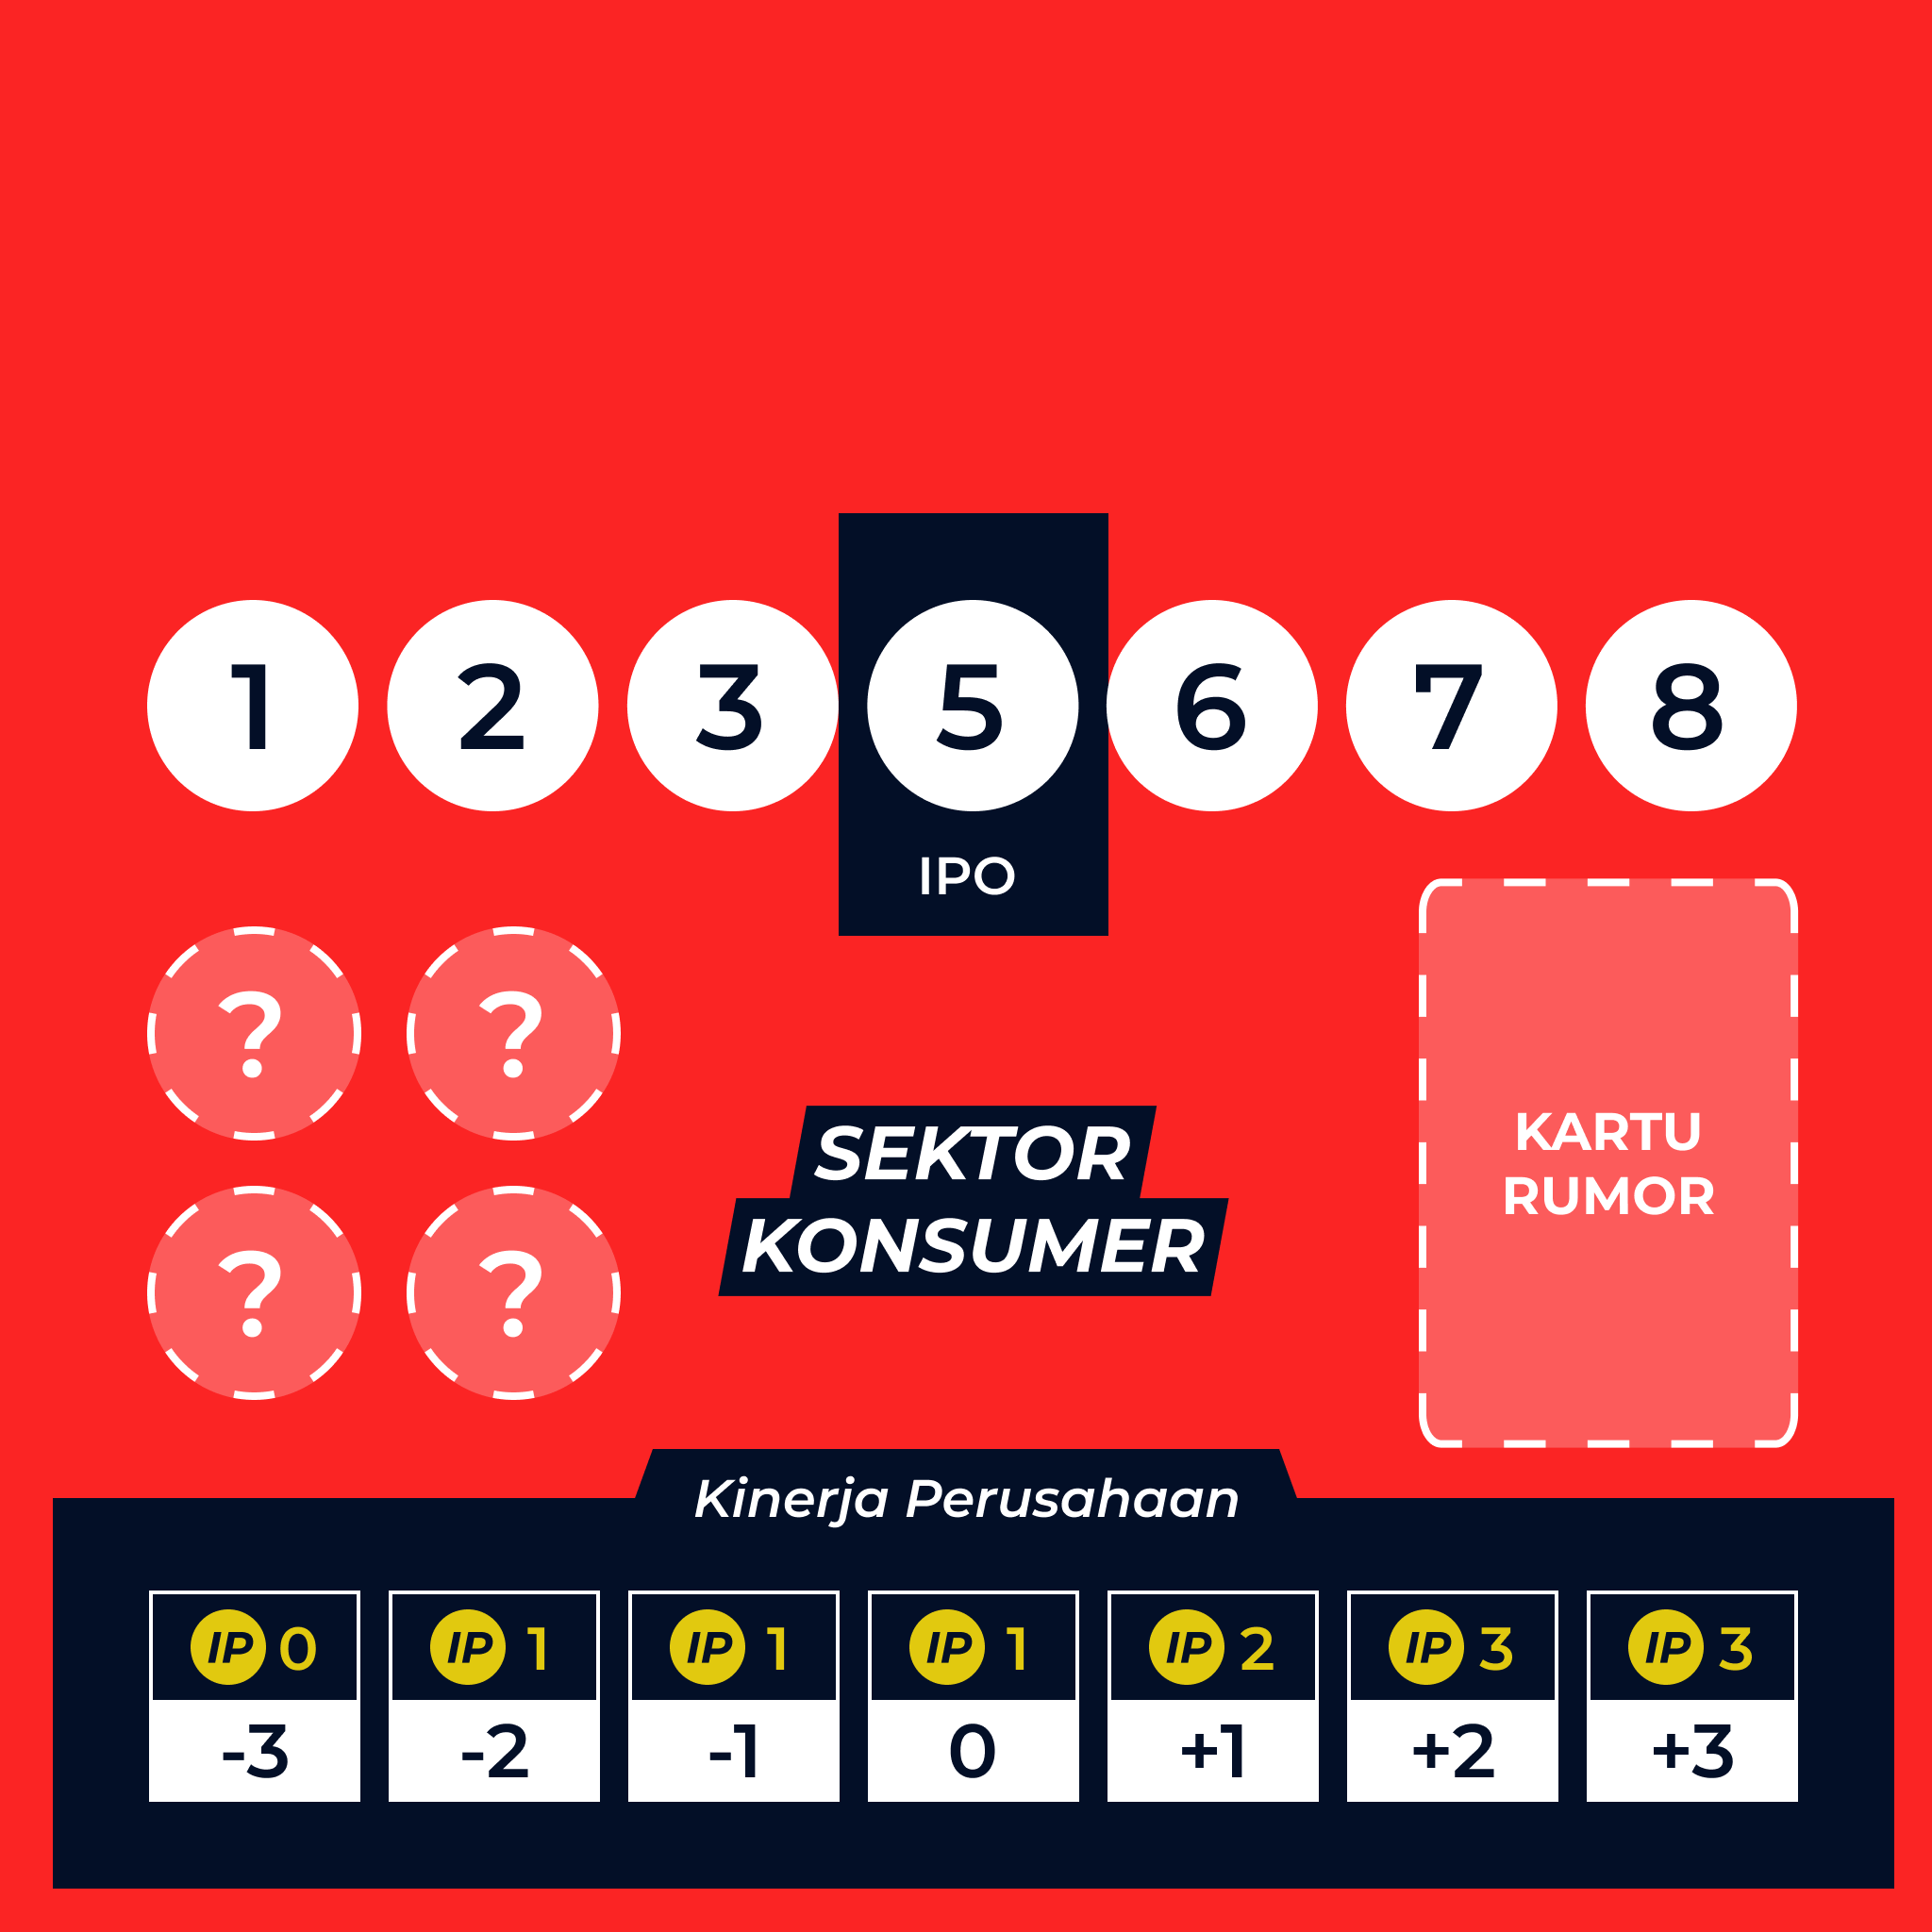 1 2 3 5 6 7 8
IPO
? ?
KARTU
RUMOR
SEKTOR
KONSUMER
? ?
Kinerja Perusahaan
IP 0 IP 1 IP 1 IP 1 IP 2 IP 3 IP 3
-3 -2 -1 0 +1 +2 +3